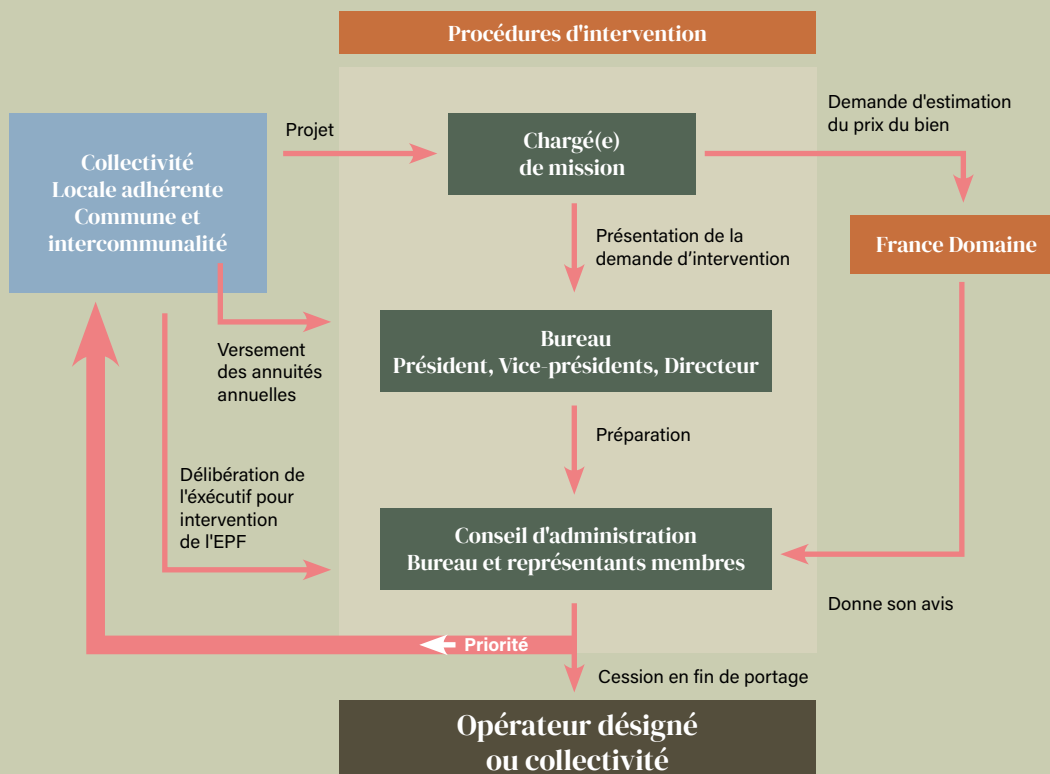 Procédures d'intervention
Demande d'estimation
du prix du bien
Projet
Chargé(e)
de mission
Collectivité
Locale adhérente
Commune et
intercommunalité
Présentation de la
demande d’intervention
France Domaine
Bureau
Président, Vice-présidents, Directeur
Versement
des annuités
annuelles
Préparation
Délibération de
l'éxécutif pour
intervention
de l'EPF
Conseil d'administration
Bureau et représentants membres
Donne son avis
Priorité
Cession en fin de portage
Opérateur désigné
ou collectivité